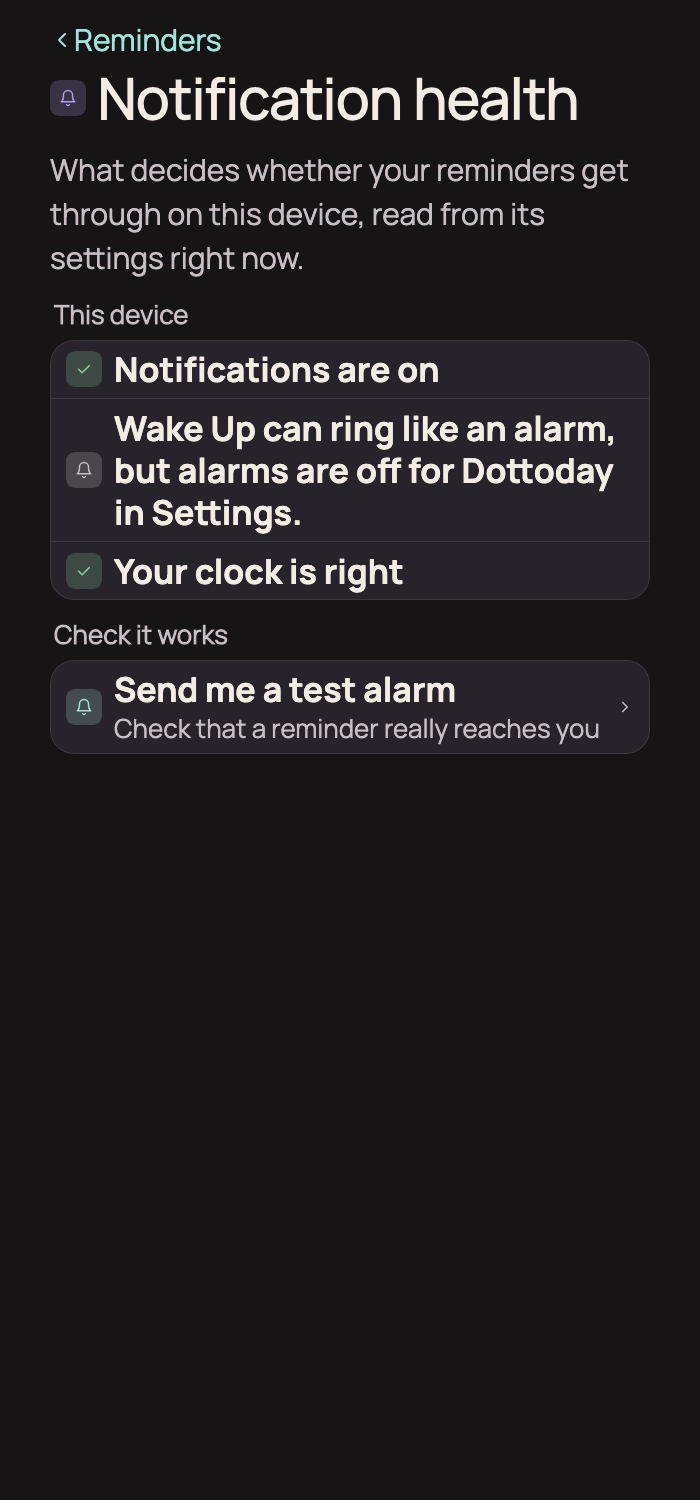 Reminders
Notification health
What decides whether your reminders get
through on this device, read from its
settings right now.
This device
Notifications are on
Wake Up can ring like an alarm,
but alarms are off for Dottoday
in Settings.
Your clock is right
Check it works
Send me a test alarm
Check that a reminder really reaches you